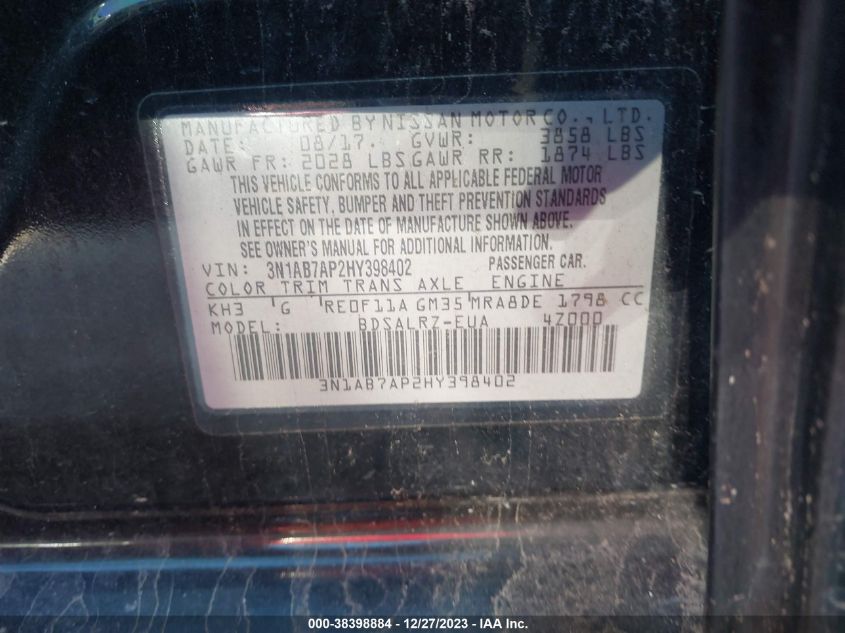 MANUFACTURED BY NISSAN MOTOR CO., LTD.
DATE: 08/17. GVWR: 3858 LBS
GAWR FR: 2028 LBS GAWR RR: 1874 LBS
THIS VEHICLE CONFORMS TO ALL APPLICABLE FEDERAL MOTOR
VEHICLE SAFETY, BUMPER AND THEFT PREVENTION STANDARDS
IN EFFECT ON THE DATE OF MANUFACTURE SHOWN ABOVE.
SEE OWNER'S MANUAL FOR ADDITIONAL INFORMATION.
VIN: 3N1AB7AP2HY398402 PASSENGER CAR.
COLOR TRIM TRANS AXLE ENGINE
KH3 G RE0F11A GM35 MRA8DE 1798 CC
MODEL: BDSALRZ-EUA 4Z000
3N1AB7AP2HY398402
000-38398884 - 12/27/2023 - IAA Inc.